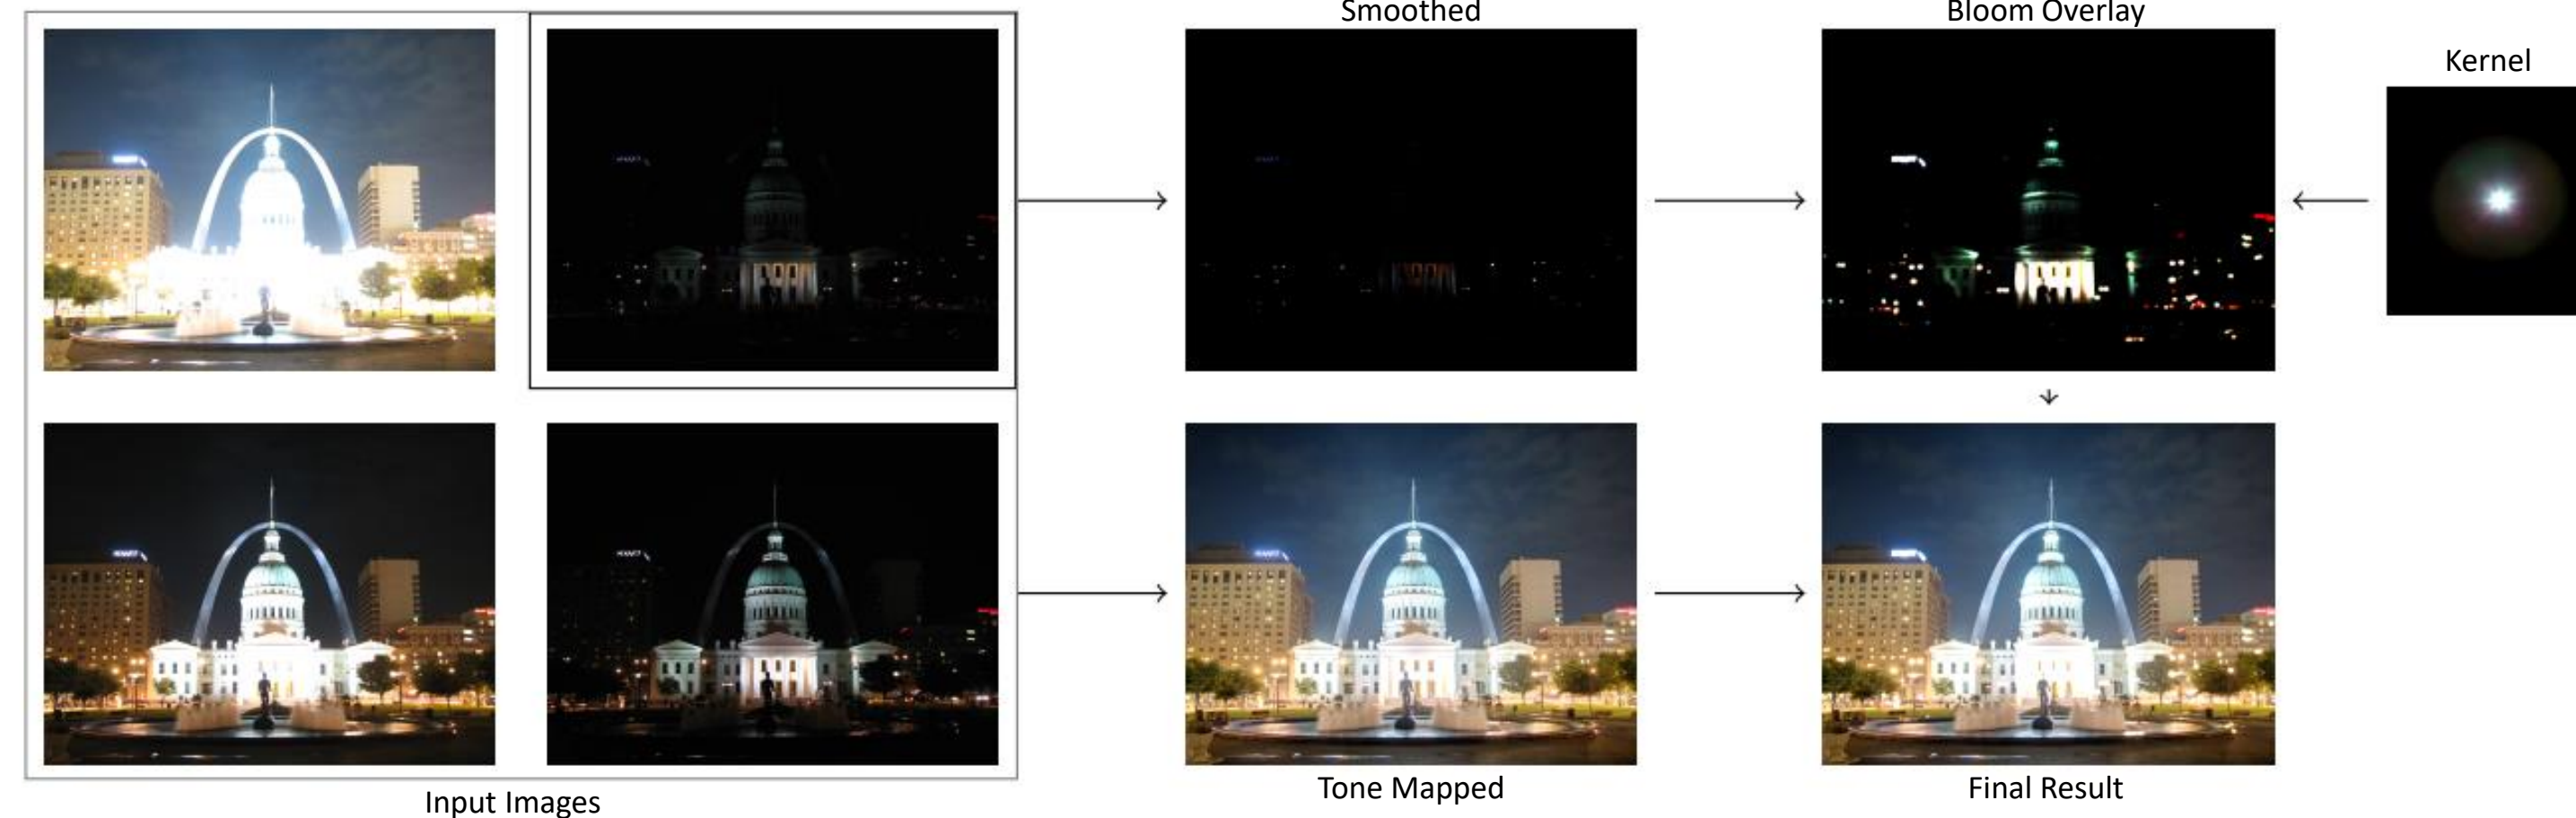 Smoothed
Bloom Overlay
Kernel
Input Images
Tone Mapped
Final Result